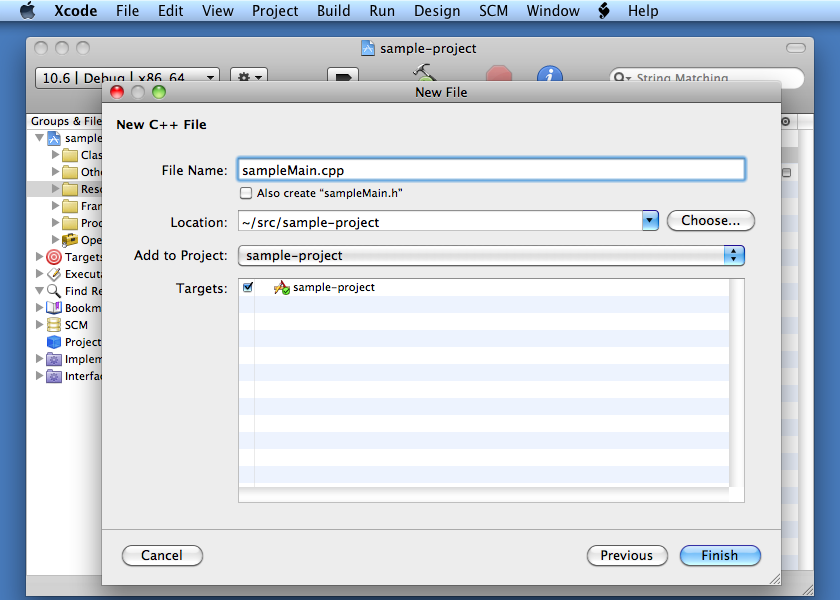 Xcode File Edit View Project Build Run Design SCM Window Help
sample-project
10.6 | Debug | x86_64
String Matching
New File
Groups & File
New C++ File
sample
Clas
File Name: sampleMain.cpp
Othe
Reso
Also create "sampleMain.h"
Fran
Location: ~/src/sample-project Choose...
Proc
Ope
Add to Project: sample-project
Targets
Executa
Targets: sample-project
Find Re
Bookm
SCM
Project
Implem
Interfac
Cancel Previous Finish